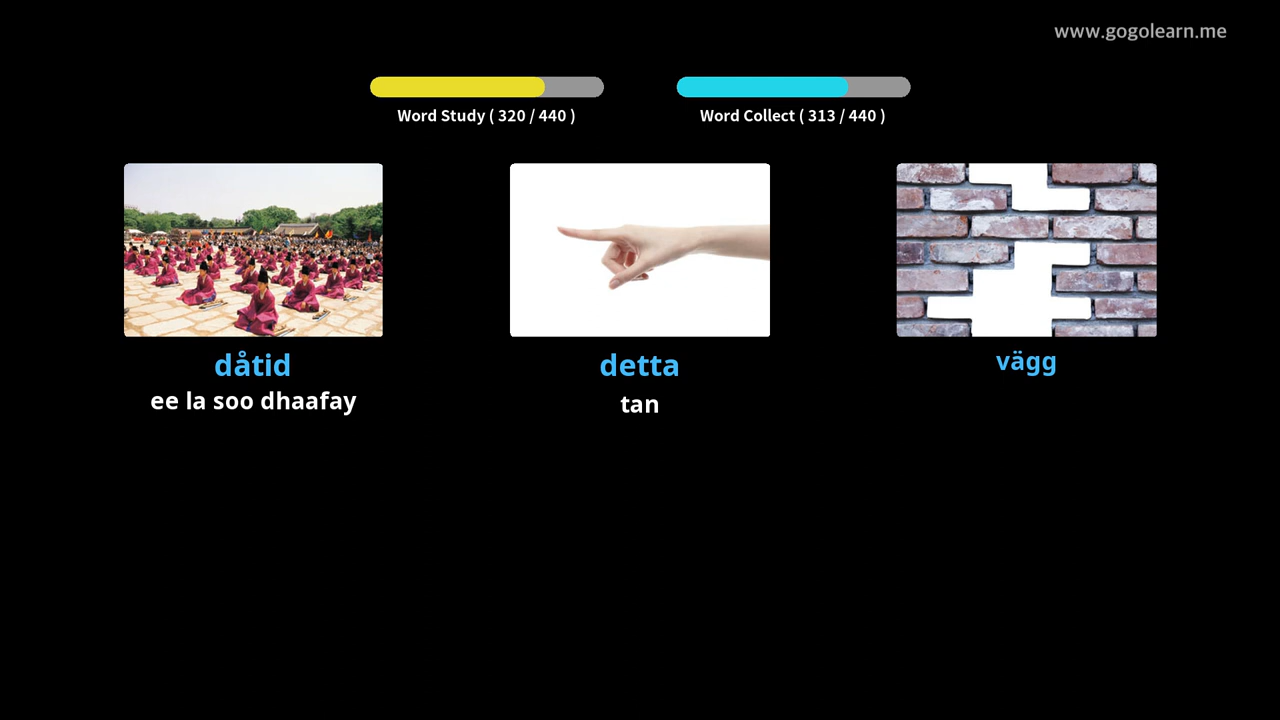 www.gogolearn.me
Word Study ( 320 / 440 )
Word Collect ( 313 / 440 )
dåtid
ee la soo dhaafay
detta
tan
vägg